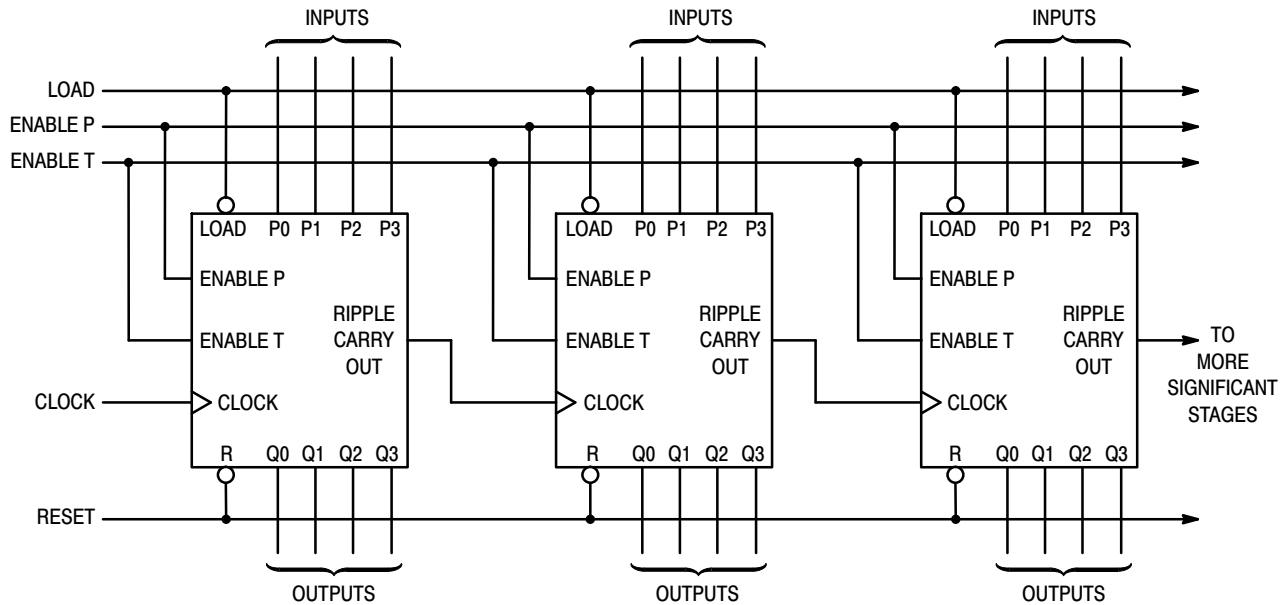 INPUTS
INPUTS
INPUTS
LOAD
ENABLE P
ENABLE T
LOAD P0 P1 P2 P3
ENABLE P
RIPPLE
ENABLE T CARRY
OUT
CLOCK
R Q0 Q1 Q2 Q3
LOAD P0 P1 P2 P3
ENABLE P
RIPPLE
ENABLE T CARRY
OUT
CLOCK
R Q0 Q1 Q2 Q3
LOAD P0 P1 P2 P3
ENABLE P
RIPPLE
ENABLE T CARRY
OUT
CLOCK
R Q0 Q1 Q2 Q3
TO
MORE
SIGNIFICANT
STAGES
CLOCK
RESET
OUTPUTS
OUTPUTS
OUTPUTS